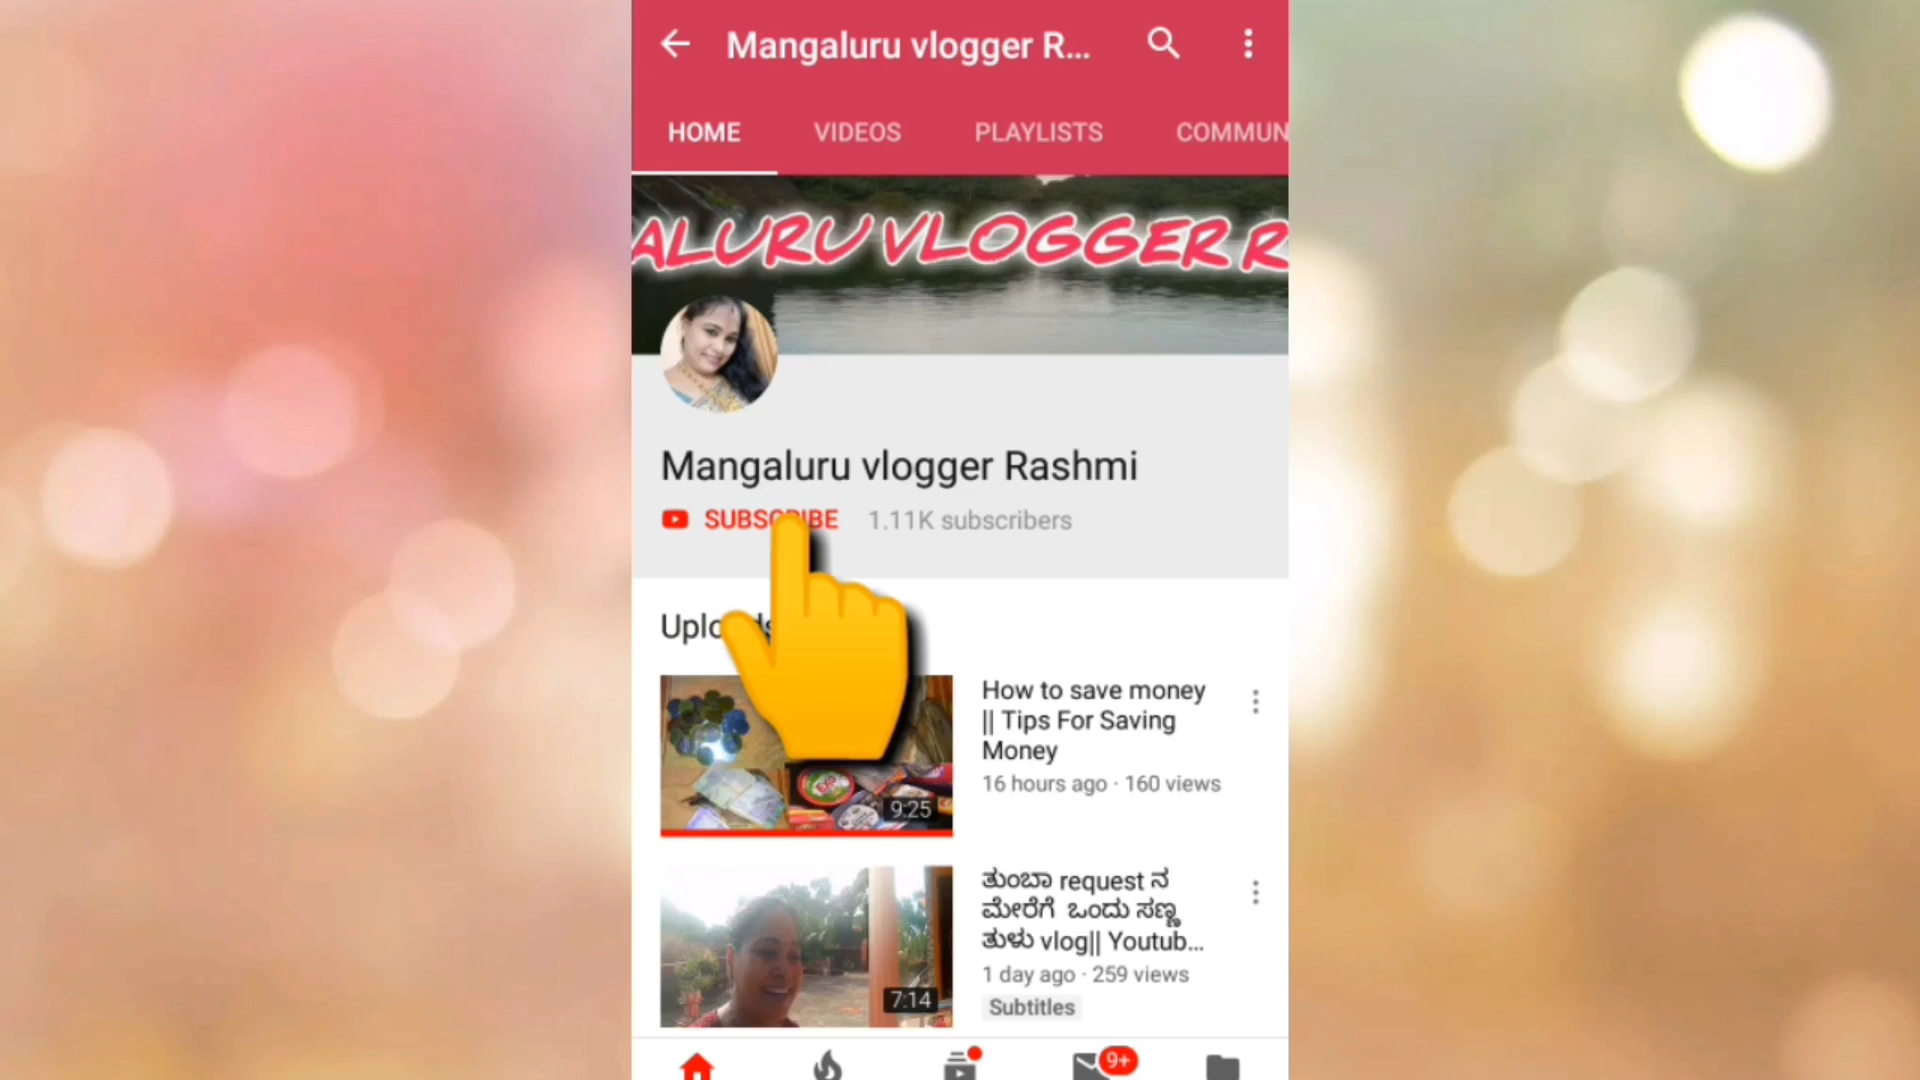 Mangaluru vlogger R...
HOME VIDEOS PLAYLISTS COMMUN
ALURU VLOGGER R
Mangaluru vlogger Rashmi
SUBSCRIBE 1.11K subscribers
Uploads
How to save money
|| Tips For Saving
Money
16 hours ago · 160 views
9:25
ತುಂಬಾ request ನ
ಮೇರೆಗೆ ಒಂದು ಸಣ್ಣ
ತುಳು vlog|| Youtub...
1 day ago · 259 views
7:14
Subtitles
9+